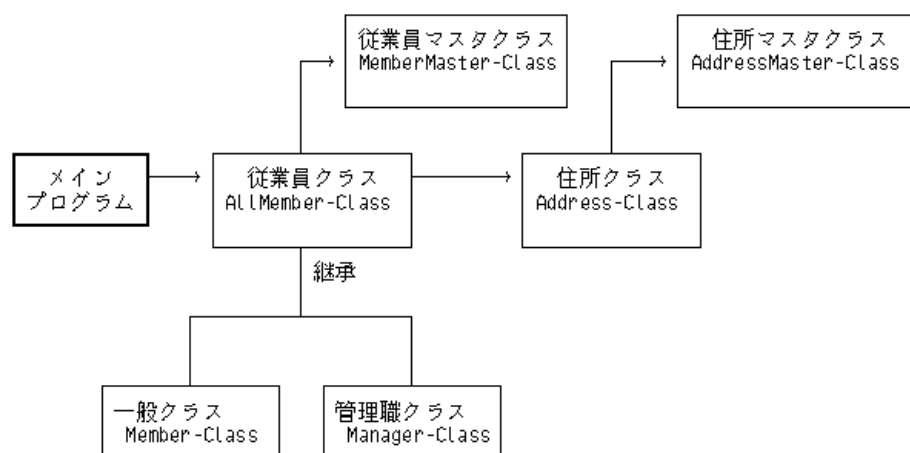 従業員マスタクラス
MemberMaster-Class
住所マスタクラス
AddressMaster-Class
メイン
プログラム
従業員クラス
AllMember-Class
住所クラス
Address-Class
継承
一般クラス
Member-Class
管理職クラス
Manager-Class